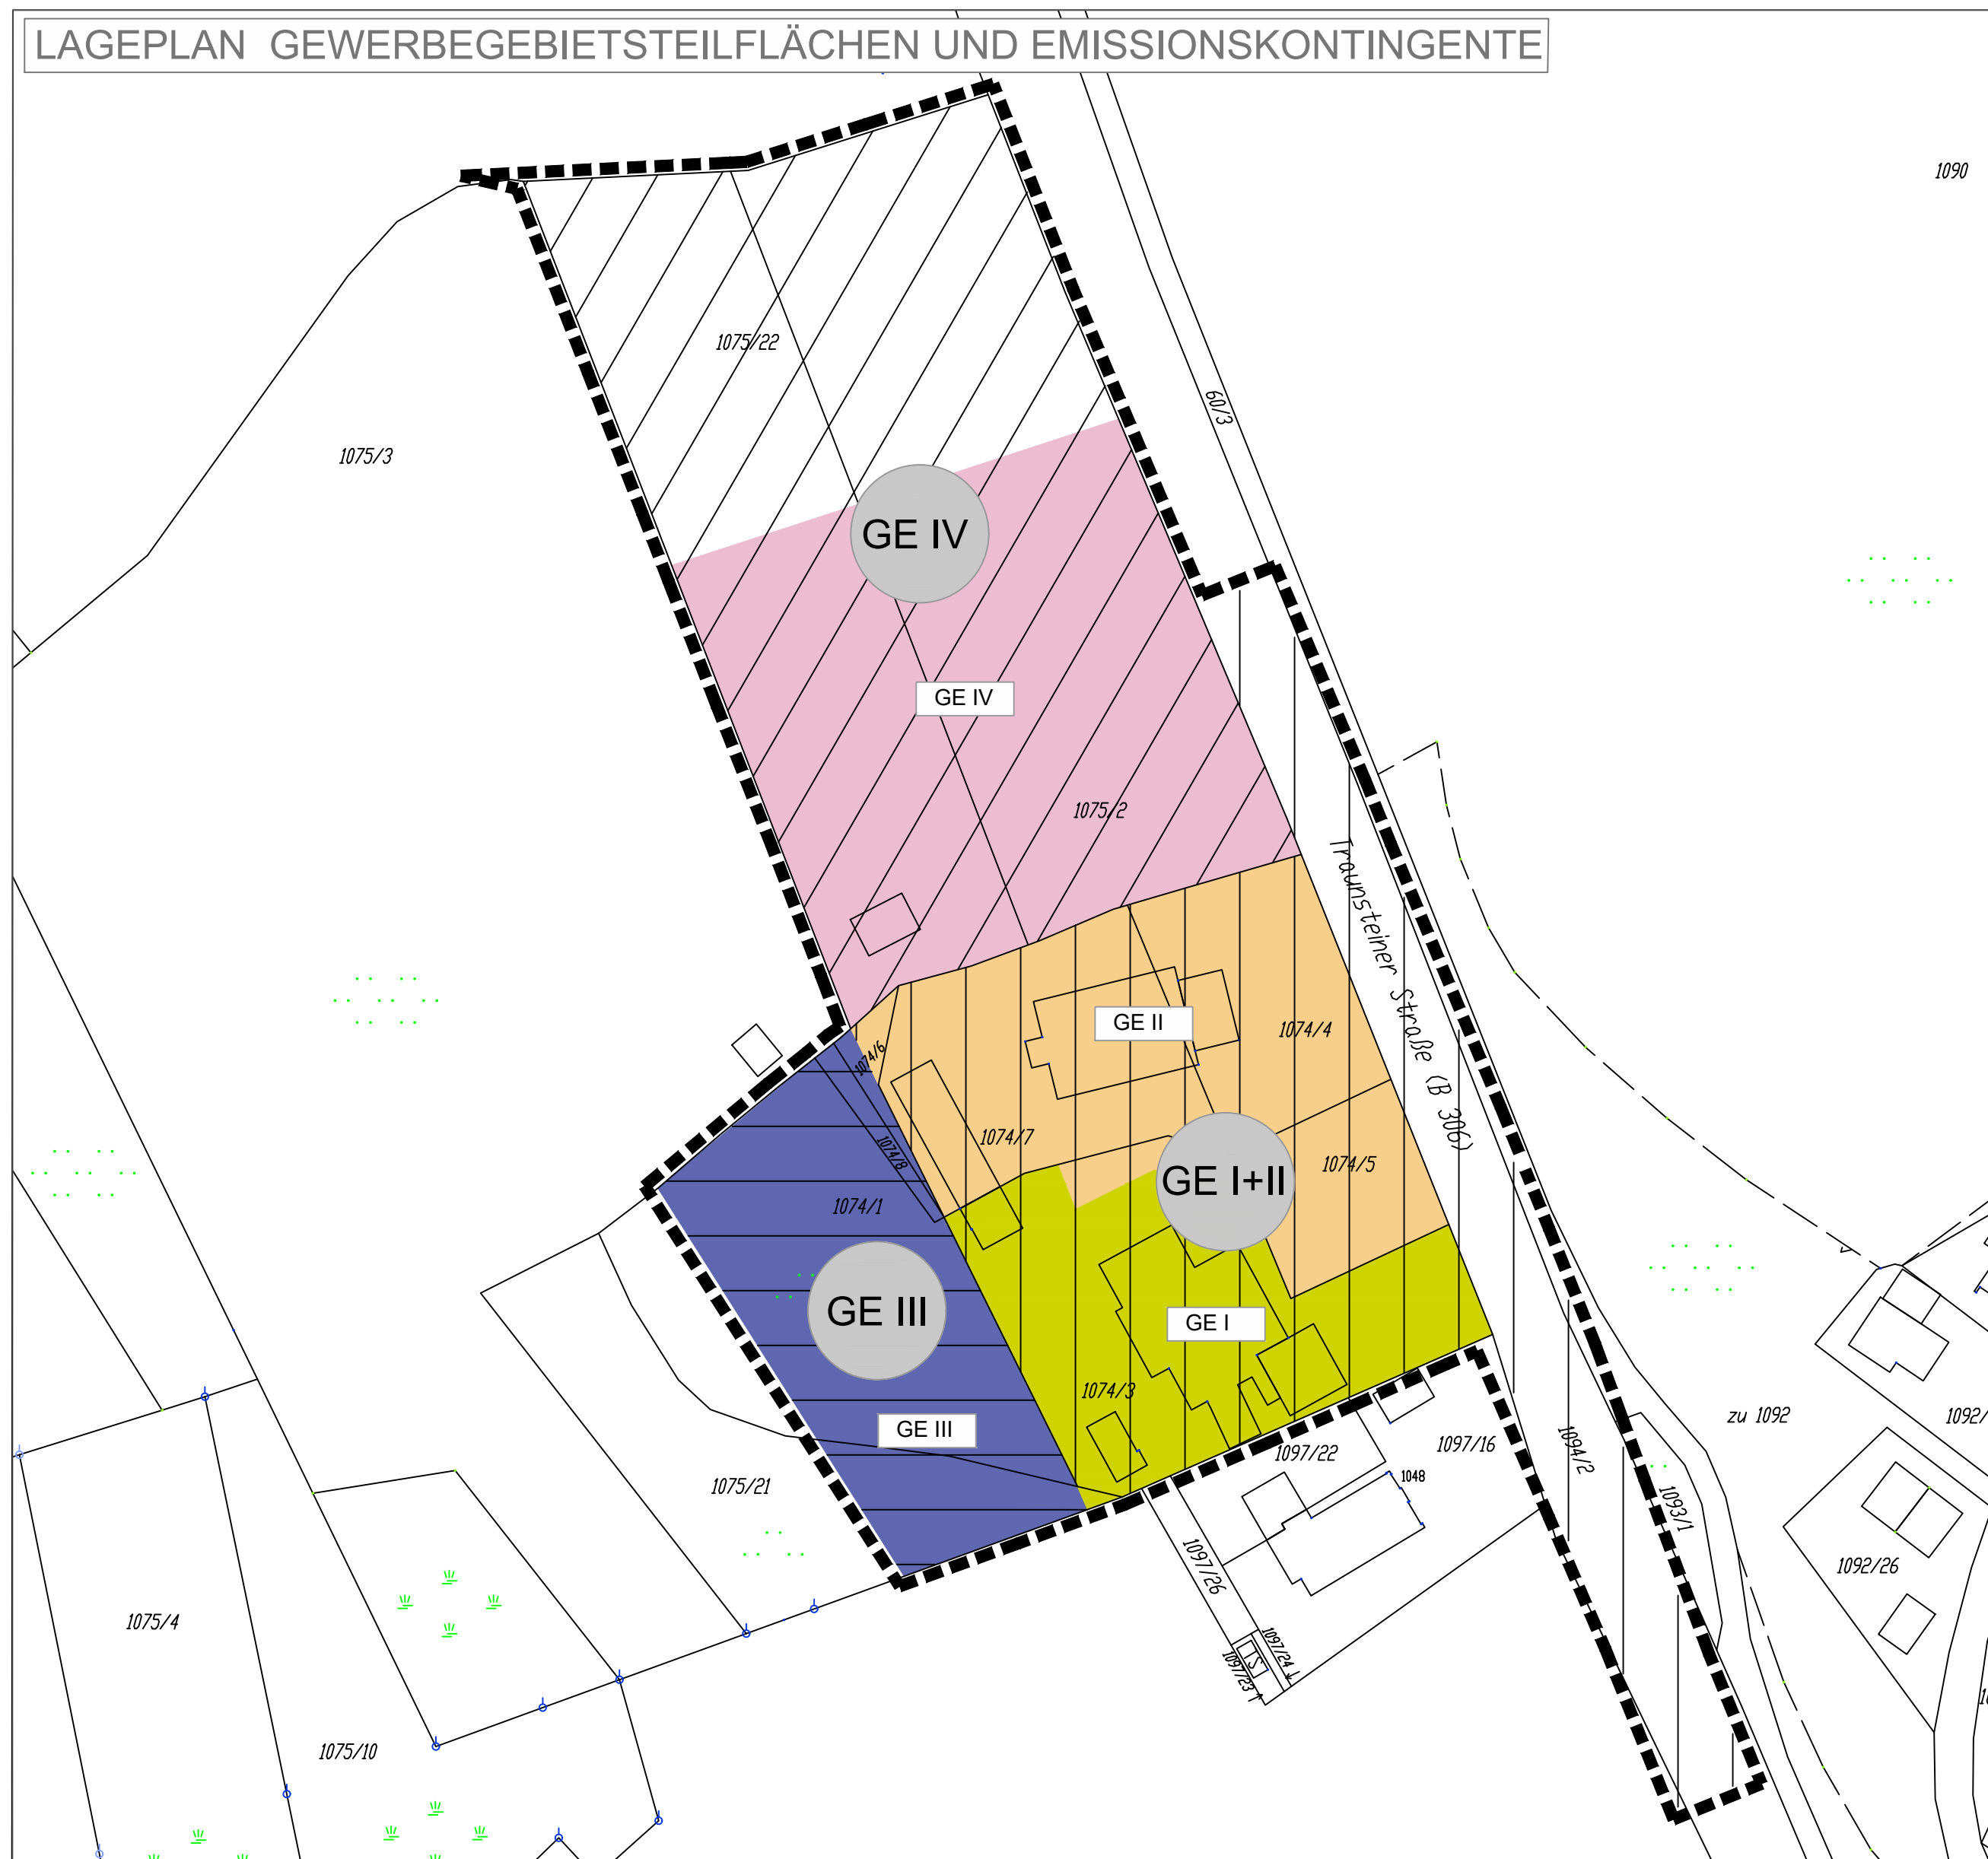 LAGEPLAN GEWERBEGEBIETSTEILFLÄCHEN UND EMISSIONSKONTINGENTE
1090
1075/22
60/3
1075/3
GE IV
GE IV
1075/2
Traunsteiner Straße (B 306)
GE II
1074/4
1074/6
1074/7
1074/8
1074/5
GE I+II
1074/1
GE III
GE I
1074/3
zu 1092
1092/
GE III
1097/22
1097/16
1094/2
1048
1075/21
1093/1
1097/26
1092/26
1075/4
1097/24
1097/23
ST
1075/10